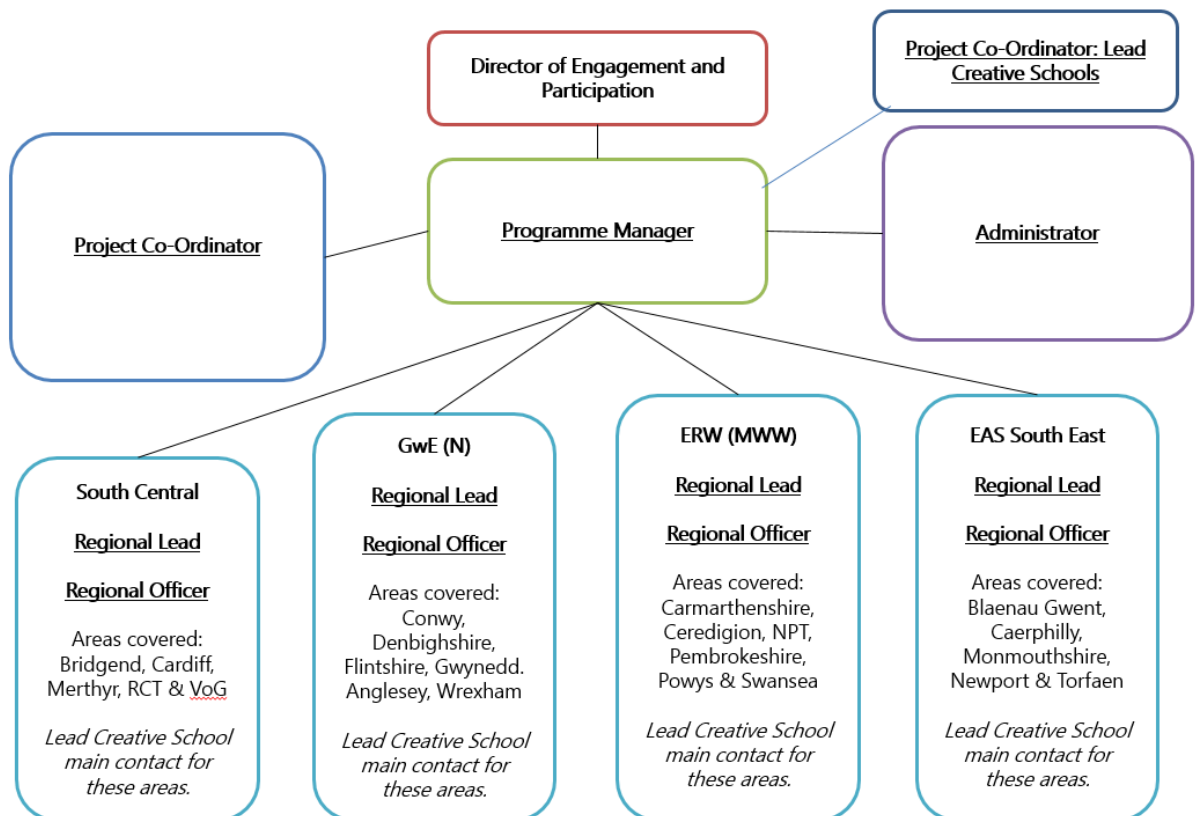 Director of Engagement and
Participation
Project Co-Ordinator: Lead
Creative Schools
Project Co-Ordinator
Programme Manager
Administrator
South Central
Regional Lead
Regional Officer
Areas covered:
Bridgend, Cardiff,
Merthyr, RCT & VoG
Lead Creative School
main contact for
these areas.
GwE (N)
Regional Lead
Regional Officer
Areas covered:
Conwy,
Denbighshire,
Flintshire, Gwynedd.
Anglesey, Wrexham
Lead Creative School
main contact for
these areas.
ERW (MWW)
Regional Lead
Regional Officer
Areas covered:
Carmarthenshire,
Ceredigion, NPT,
Pembrokeshire,
Powys & Swansea
Lead Creative School
main contact for
these areas.
EAS South East
Regional Lead
Regional Officer
Areas covered:
Blaenau Gwent,
Caerphilly,
Monmouthshire,
Newport & Torfaen
Lead Creative School
main contact for
these areas.